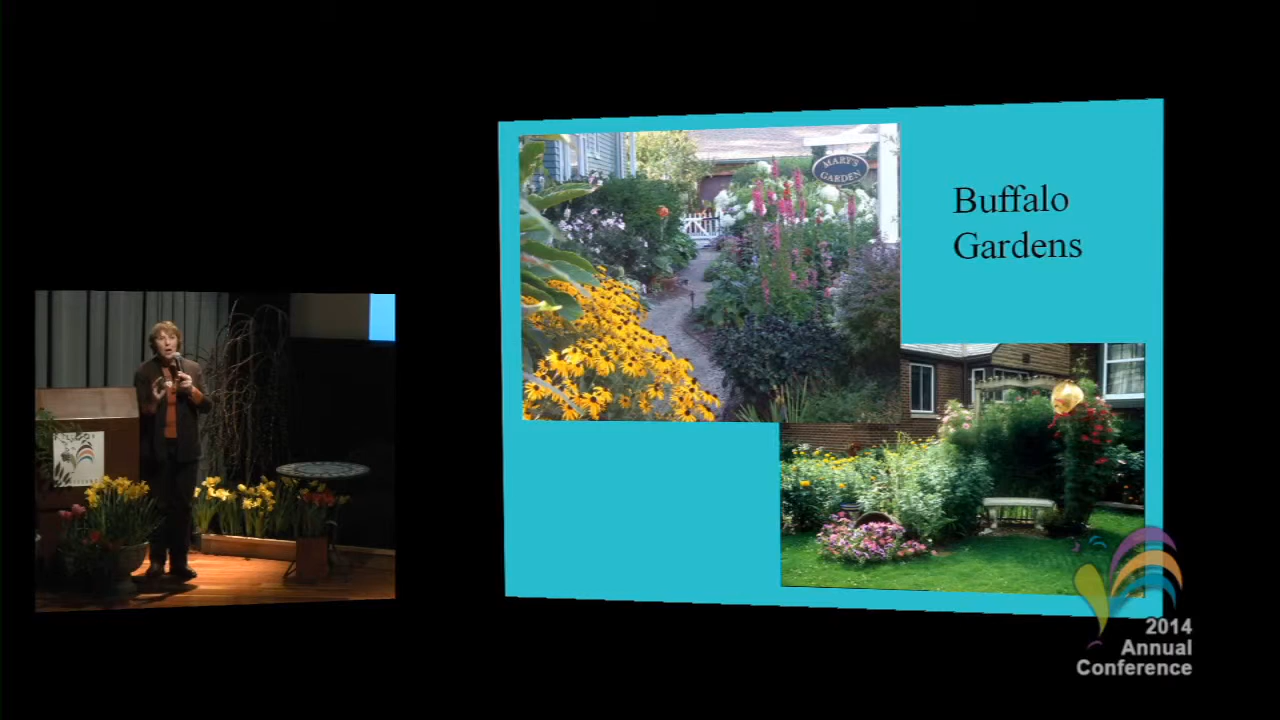 MARY'S
GARDEN
Buffalo
Gardens
2014
Annual
Conference